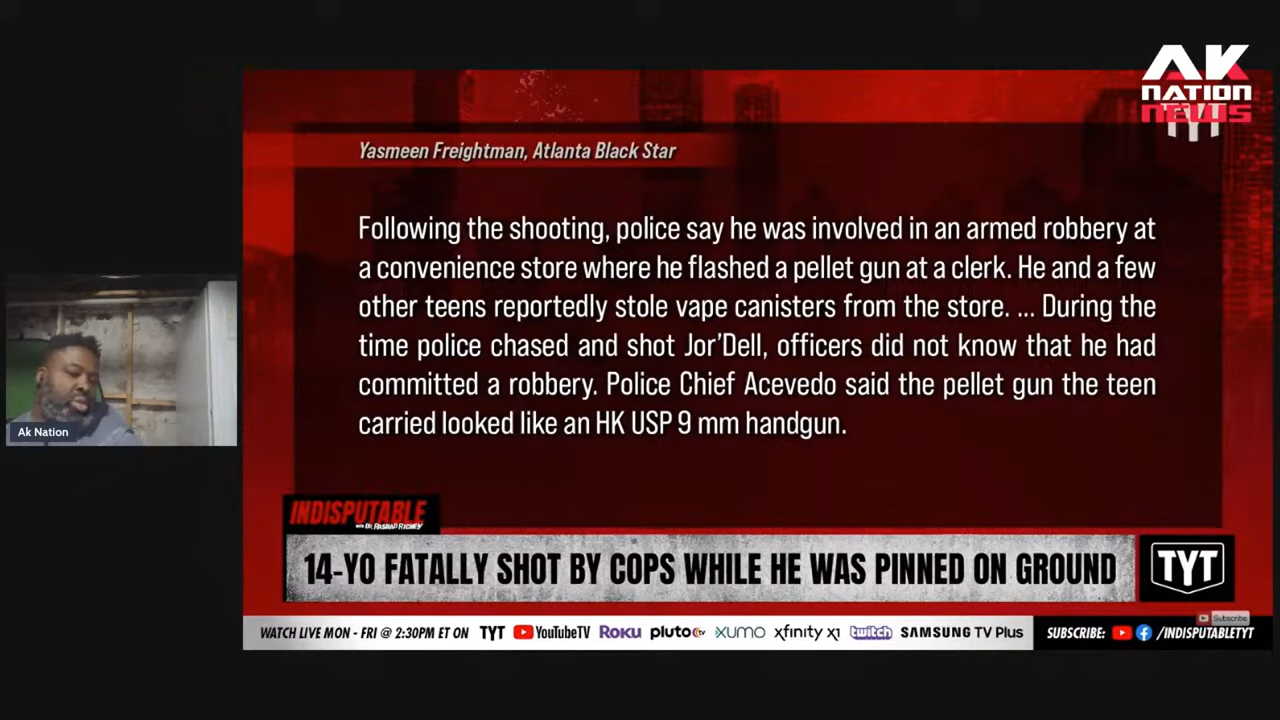 AK
NATION
NEWS
Yasmeen Freightman, Atlanta Black Star
Following the shooting, police say he was involved in an armed robbery at
a convenience store where he flashed a pellet gun at a clerk. He and a few
other teens reportedly stole vape canisters from the store. ... During the
time police chased and shot Jor'Dell, officers did not know that he had
committed a robbery. Police Chief Acevedo said the pellet gun the teen
carried looked like an HK USP 9 mm handgun.
Ak Nation
INDISPUTABLE
WITH DR. RASHAD RICHEY
14-YO FATALLY SHOT BY COPS WHILE HE WAS PINNED ON GROUND
TYT
Subscribe
WATCH LIVE MON - FRI @ 2:30PM ET ON TYT YouTubeTV Roku pluto tv xumo xfinity x1 twitch SAMSUNG TV Plus SUBSCRIBE: /INDISPUTABLETYT